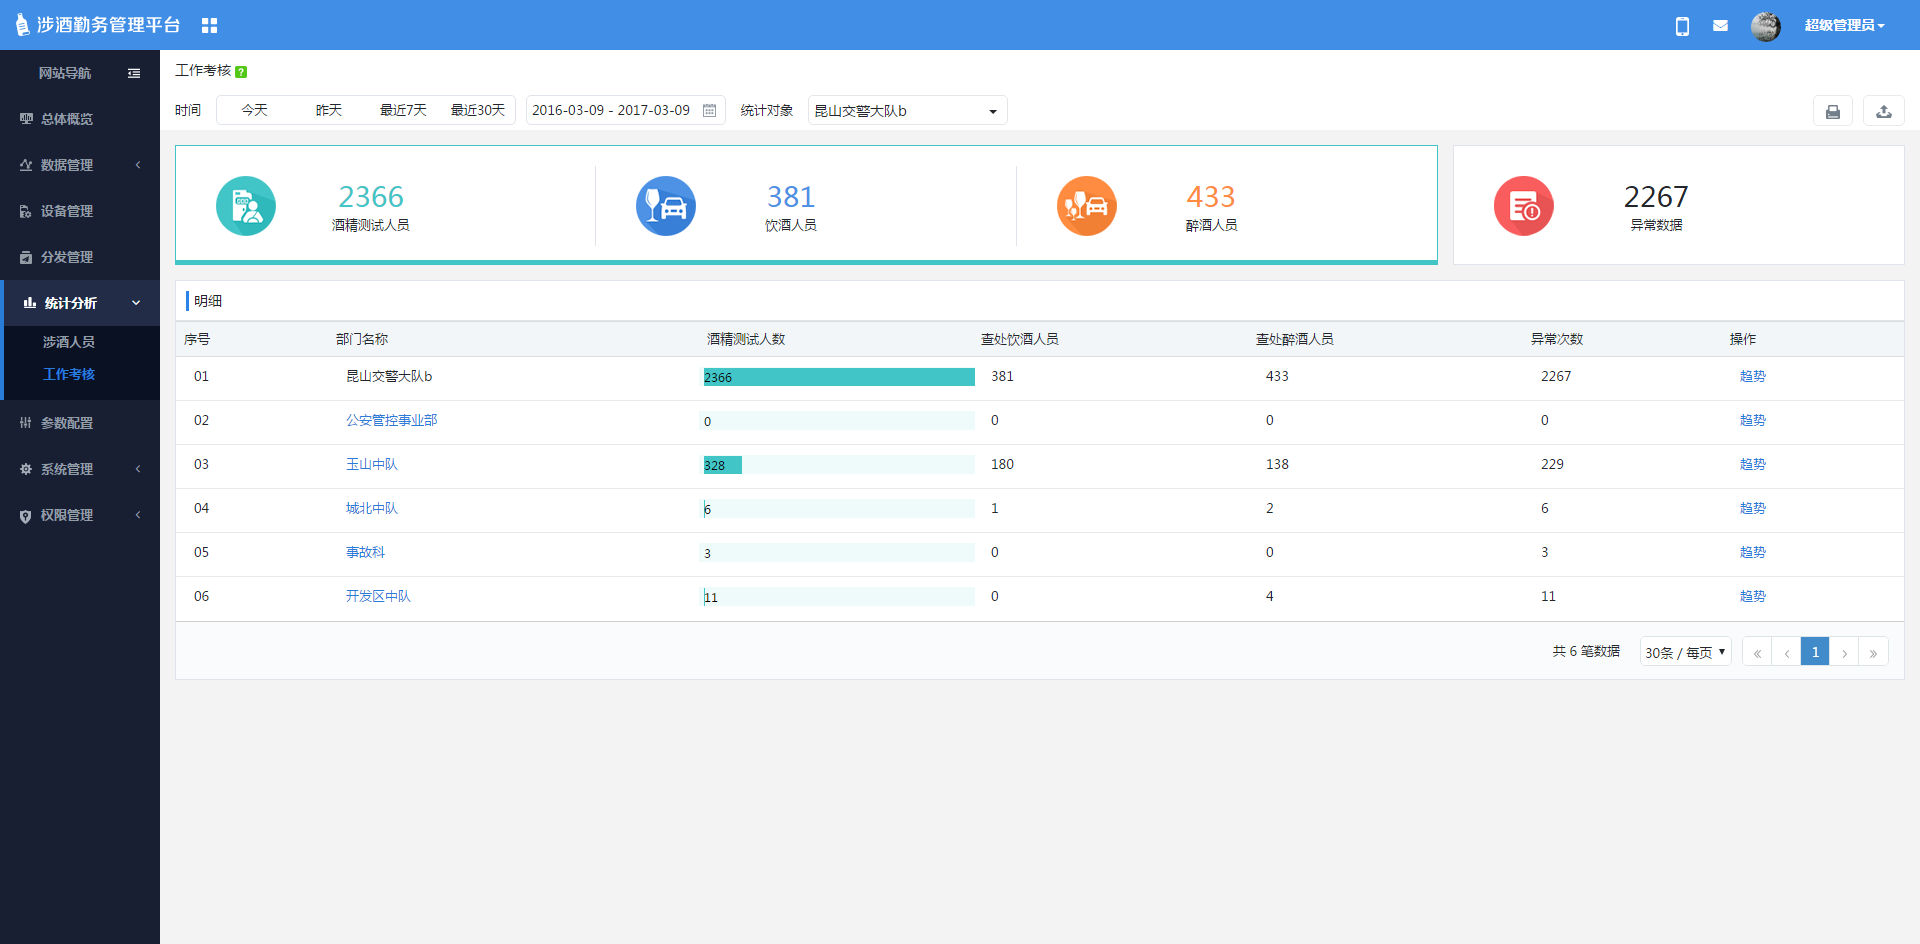 涉酒勤务管理平台
超级管理员
网站导航
总体概览
数据管理
设备管理
分发管理
统计分析
涉酒人员
工作考核
参数配置
系统管理
权限管理
工作考核 ?
时间 今天 昨天 最近7天 最近30天 2016-03-09 - 2017-03-09 统计对象 昆山交警大队b
2366
酒精测试人员
381
饮酒人员
433
醉酒人员
2267
异常数据
明细
序号 部门名称 酒精测试人数 查处饮酒人员 查处醉酒人员 异常次数 操作
01 昆山交警大队b 2366 381 433 2267 趋势
02 公安管控事业部 0 0 0 0 趋势
03 玉山中队 328 180 138 229 趋势
04 城北中队 6 1 2 6 趋势
05 事故科 3 0 0 3 趋势
06 开发区中队 11 0 4 11 趋势
共 6 笔数据 30条 / 每页 « ‹ 1 › »